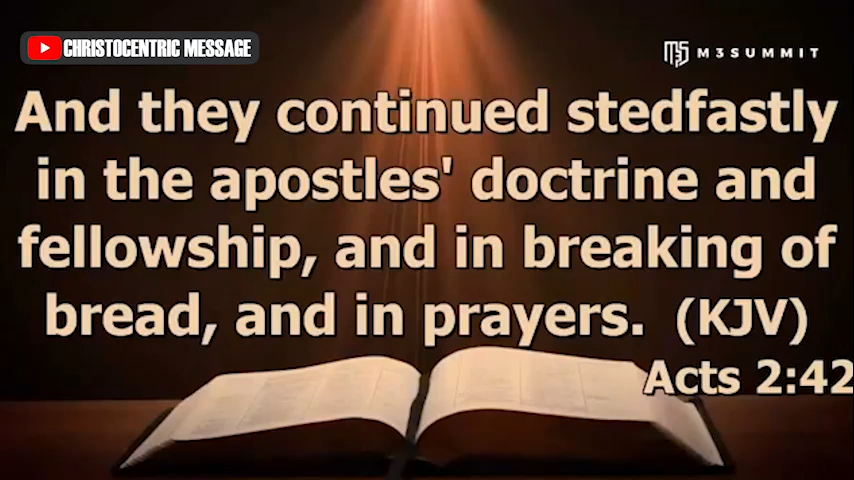 CHRISTOCENTRIC MESSAGE
M3SUMMIT
And they continued stedfastly
in the apostles' doctrine and
fellowship, and in breaking of
bread, and in prayers. (KJV)
Acts 2:42